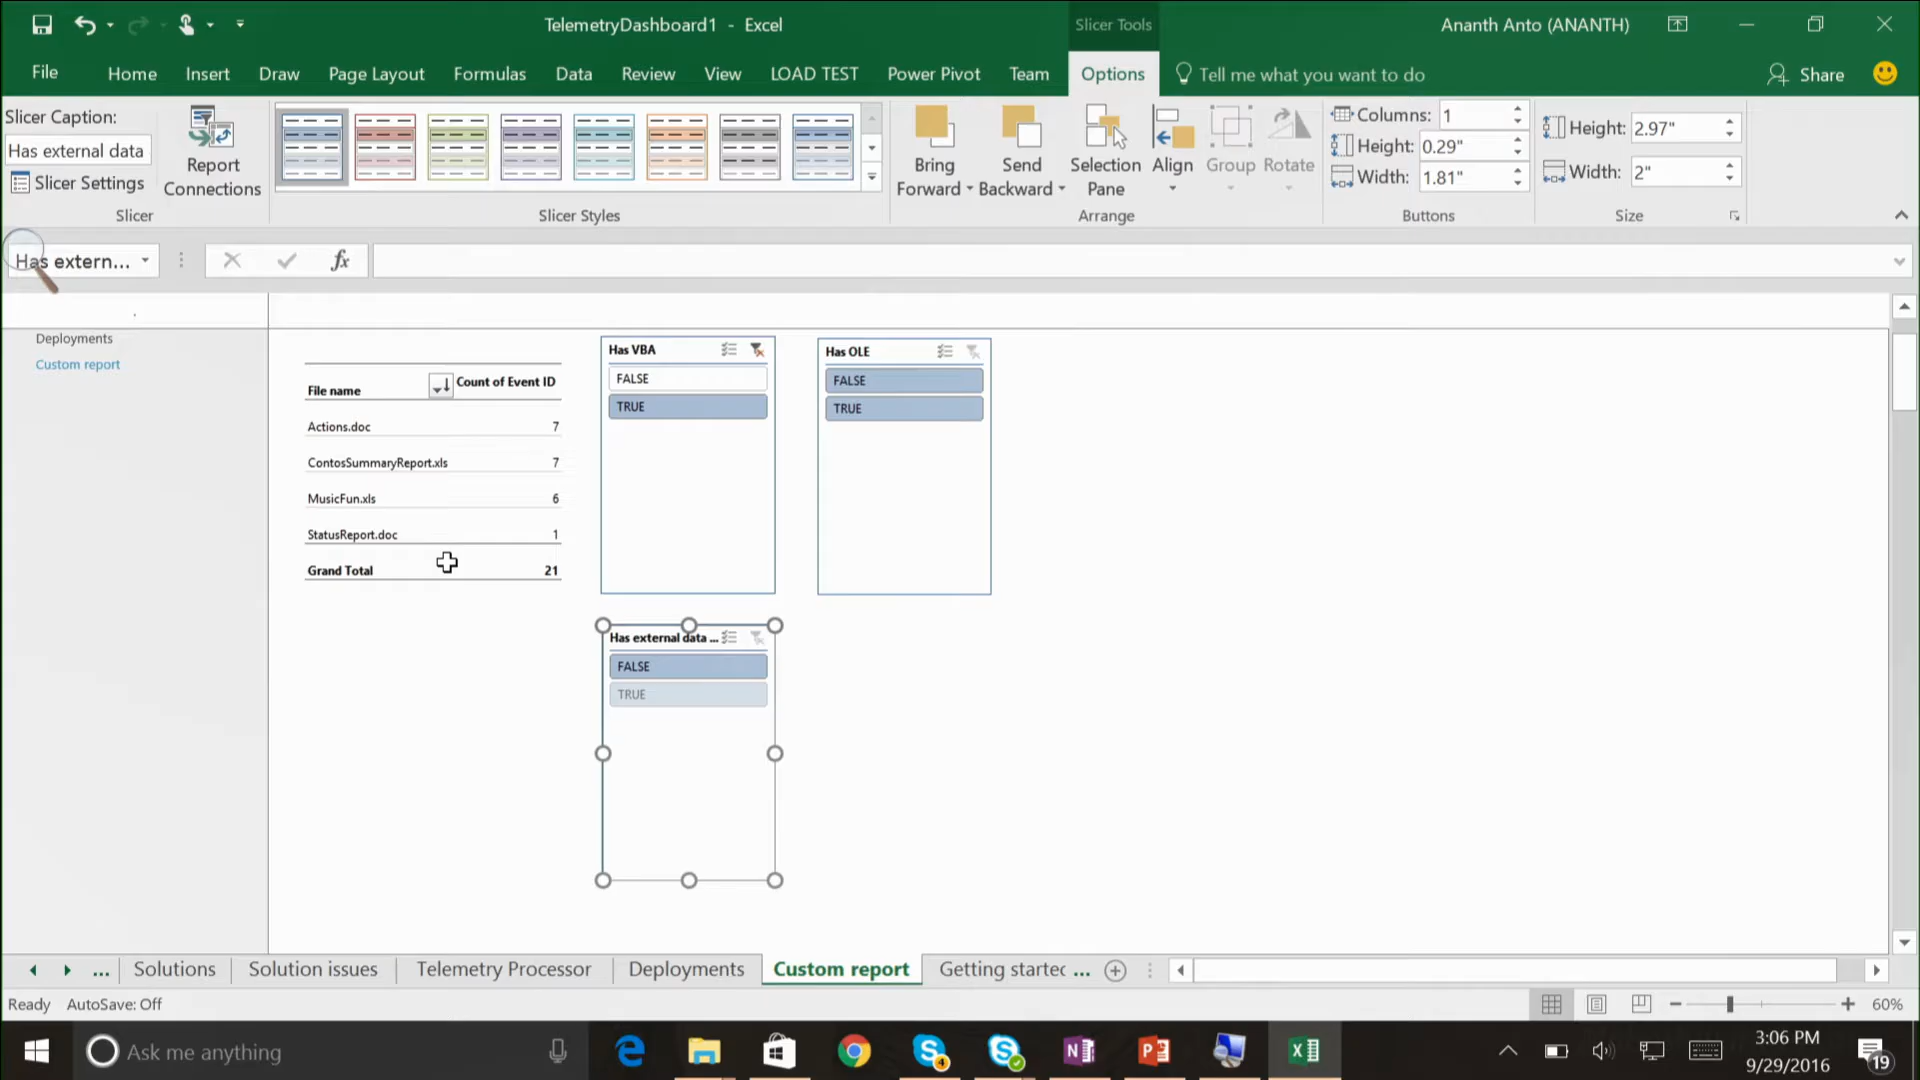 TelemetryDashboard1 - Excel
Slicer Tools
Ananth Anto (ANANTH)
File
Home
Insert
Draw
Page Layout
Formulas
Data
Review
View
LOAD TEST
Power Pivot
Team
Options
Tell me what you want to do
Share
Slicer Caption:
Has external data
Slicer Settings
Slicer
Report
Connections
Slicer Styles
Bring
Forward
Send
Backward
Selection
Pane
Align
Group
Rotate
Arrange
Columns: 1
Height: 0.29"
Width: 1.81"
Buttons
Height: 2.97"
Width: 2"
Size
Has extern...
fx
Deployments
Custom report
File name
Count of Event ID
Actions.doc 7
ContosSummaryReport.xls 7
MusicFun.xls 6
StatusReport.doc 1
Grand Total 21
Has VBA
FALSE
TRUE
Has OLE
FALSE
TRUE
Has external data ...
FALSE
TRUE
...
Solutions
Solution issues
Telemetry Processor
Deployments
Custom report
Getting startec ...
Ready
AutoSave: Off
60%
Ask me anything
4
3:06 PM
9/29/2016
19